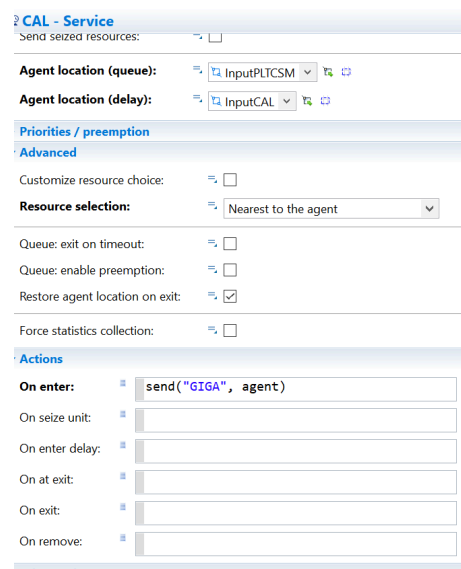 CAL - Service
Send seized resources:
Agent location (queue): InputPLTCSM
Agent location (delay): InputCAL
Priorities / preemption
Advanced
Customize resource choice:
Resource selection: Nearest to the agent
Queue: exit on timeout:
Queue: enable preemption:
Restore agent location on exit:
Force statistics collection:
Actions
On enter: send("GIGA", agent)
On seize unit:
On enter delay:
On at exit:
On exit:
On remove: